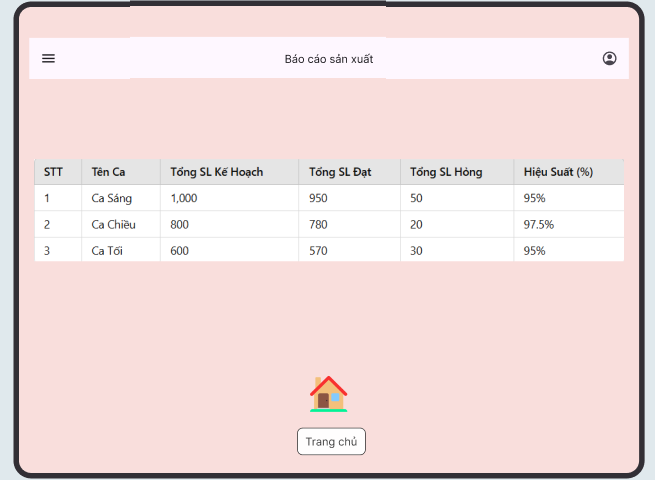 Báo cáo sản xuất
STT Tên Ca Tổng SL Kế Hoạch Tổng SL Đạt Tổng SL Hỏng Hiệu Suất (%)
1 Ca Sáng 1,000 950 50 95%
2 Ca Chiều 800 780 20 97.5%
3 Ca Tối 600 570 30 95%
Trang chủ